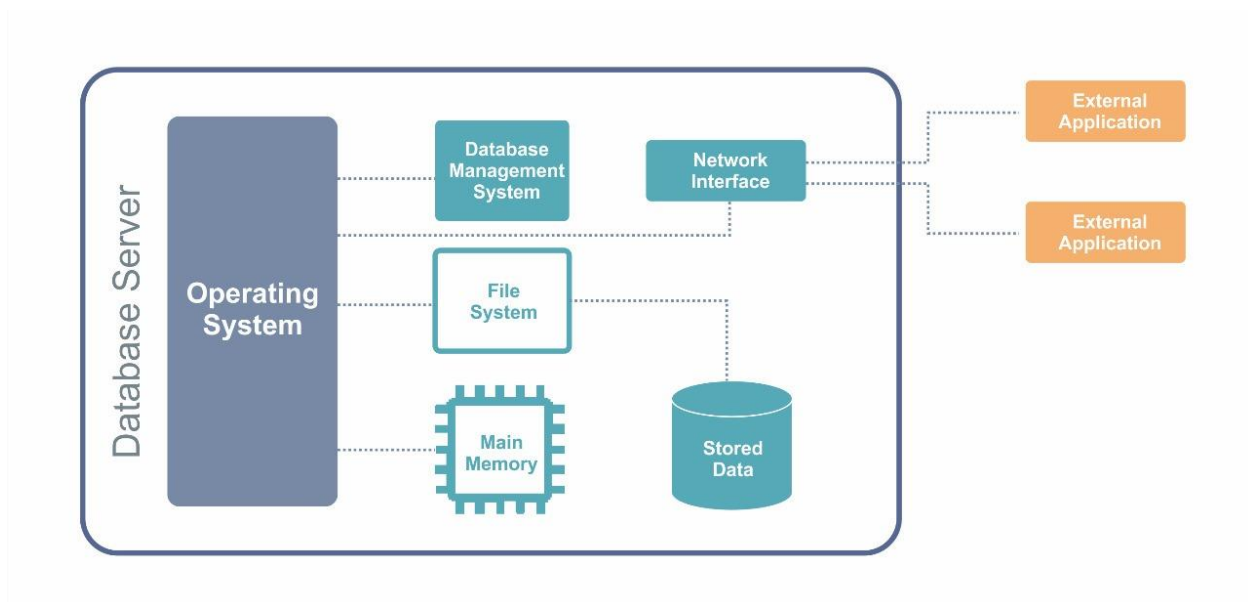 Database Server
Operating
System
Database
Management
System
Network
Interface
File
System
Main
Memory
Stored
Data
External
Application
External
Application